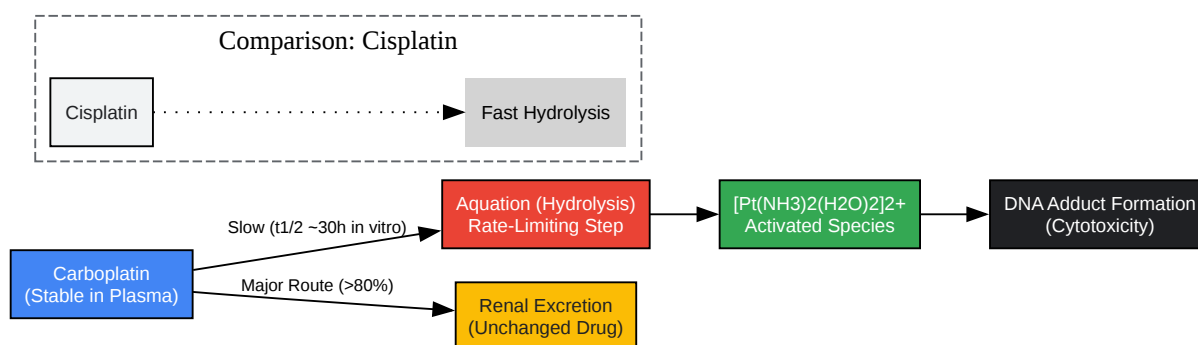 Comparison: Cisplatin
Cisplatin
Fast Hydrolysis
Aquation (Hydrolysis)
Rate-Limiting Step
[Pt(NH3)2(H2O)2]2+
Activated Species
DNA Adduct Formation
(Cytotoxicity)
Slow (t1/2 ~30h in vitro)
Carboplatin
(Stable in Plasma)
Major Route (>80%)
Renal Excretion
(Unchanged Drug)